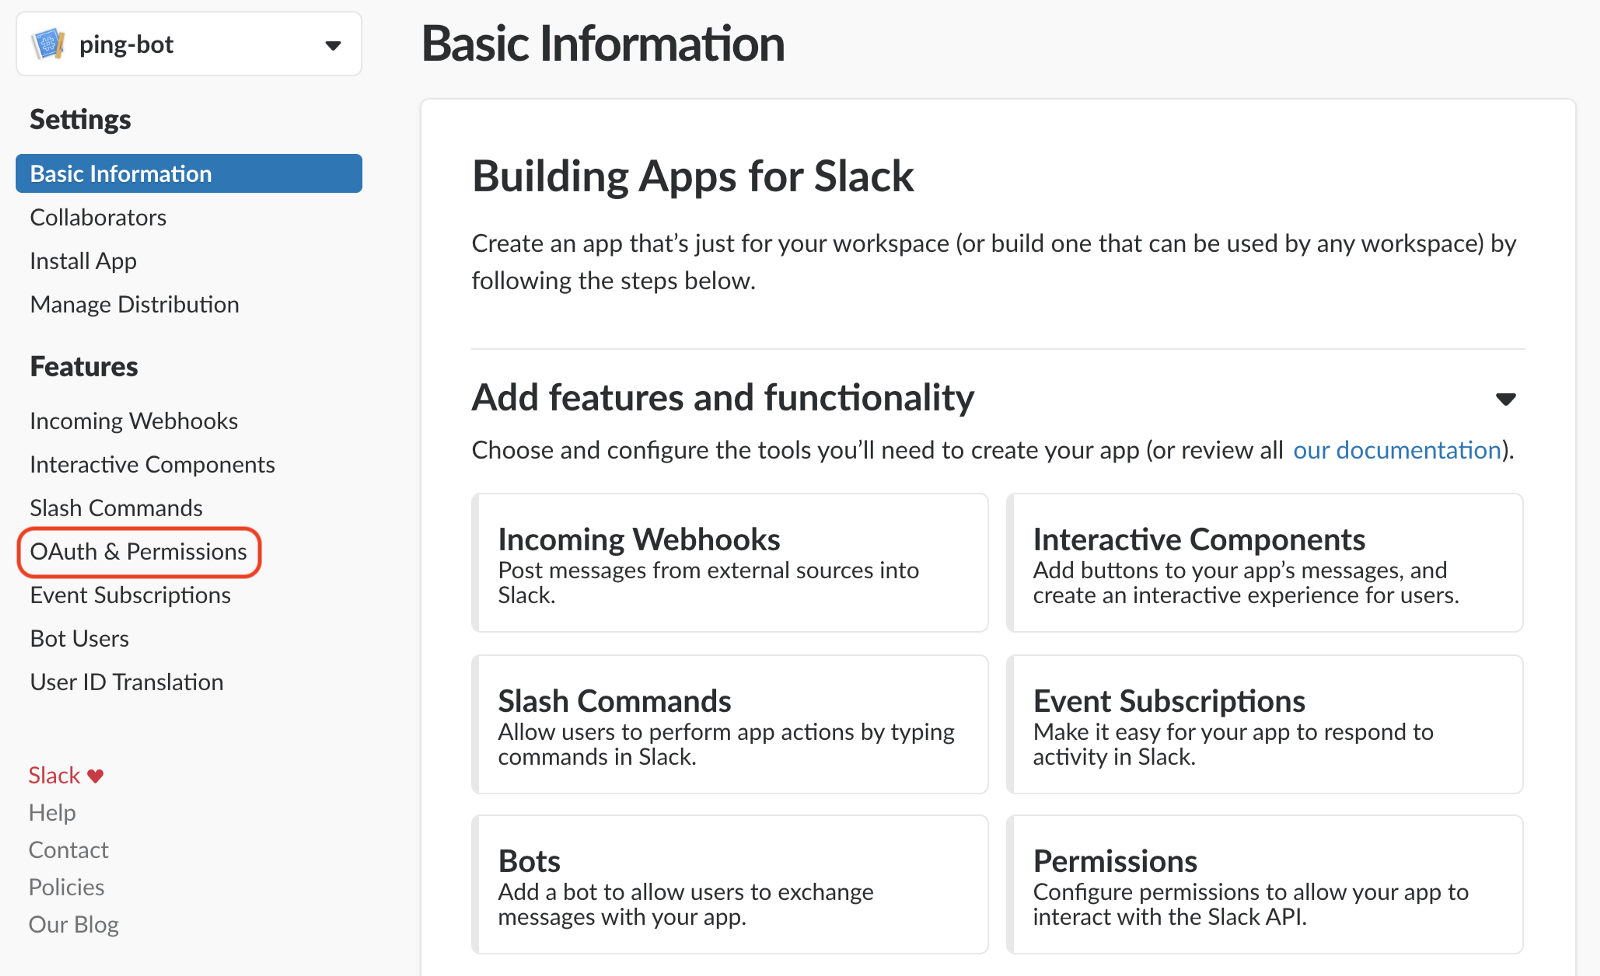 ping-bot
Settings
Basic Information
Collaborators
Install App
Manage Distribution
Features
Incoming Webhooks
Interactive Components
Slash Commands
OAuth & Permissions
Event Subscriptions
Bot Users
User ID Translation
Slack
Help
Contact
Policies
Our Blog
Basic Information
Building Apps for Slack
Create an app that’s just for your workspace (or build one that can be used by any workspace) by
following the steps below.
Add features and functionality
Choose and configure the tools you’ll need to create your app (or review all our documentation).
Incoming Webhooks
Post messages from external sources into
Slack.
Interactive Components
Add buttons to your app’s messages, and
create an interactive experience for users.
Slash Commands
Allow users to perform app actions by typing
commands in Slack.
Event Subscriptions
Make it easy for your app to respond to
activity in Slack.
Bots
Add a bot to allow users to exchange
messages with your app.
Permissions
Configure permissions to allow your app to
interact with the Slack API.